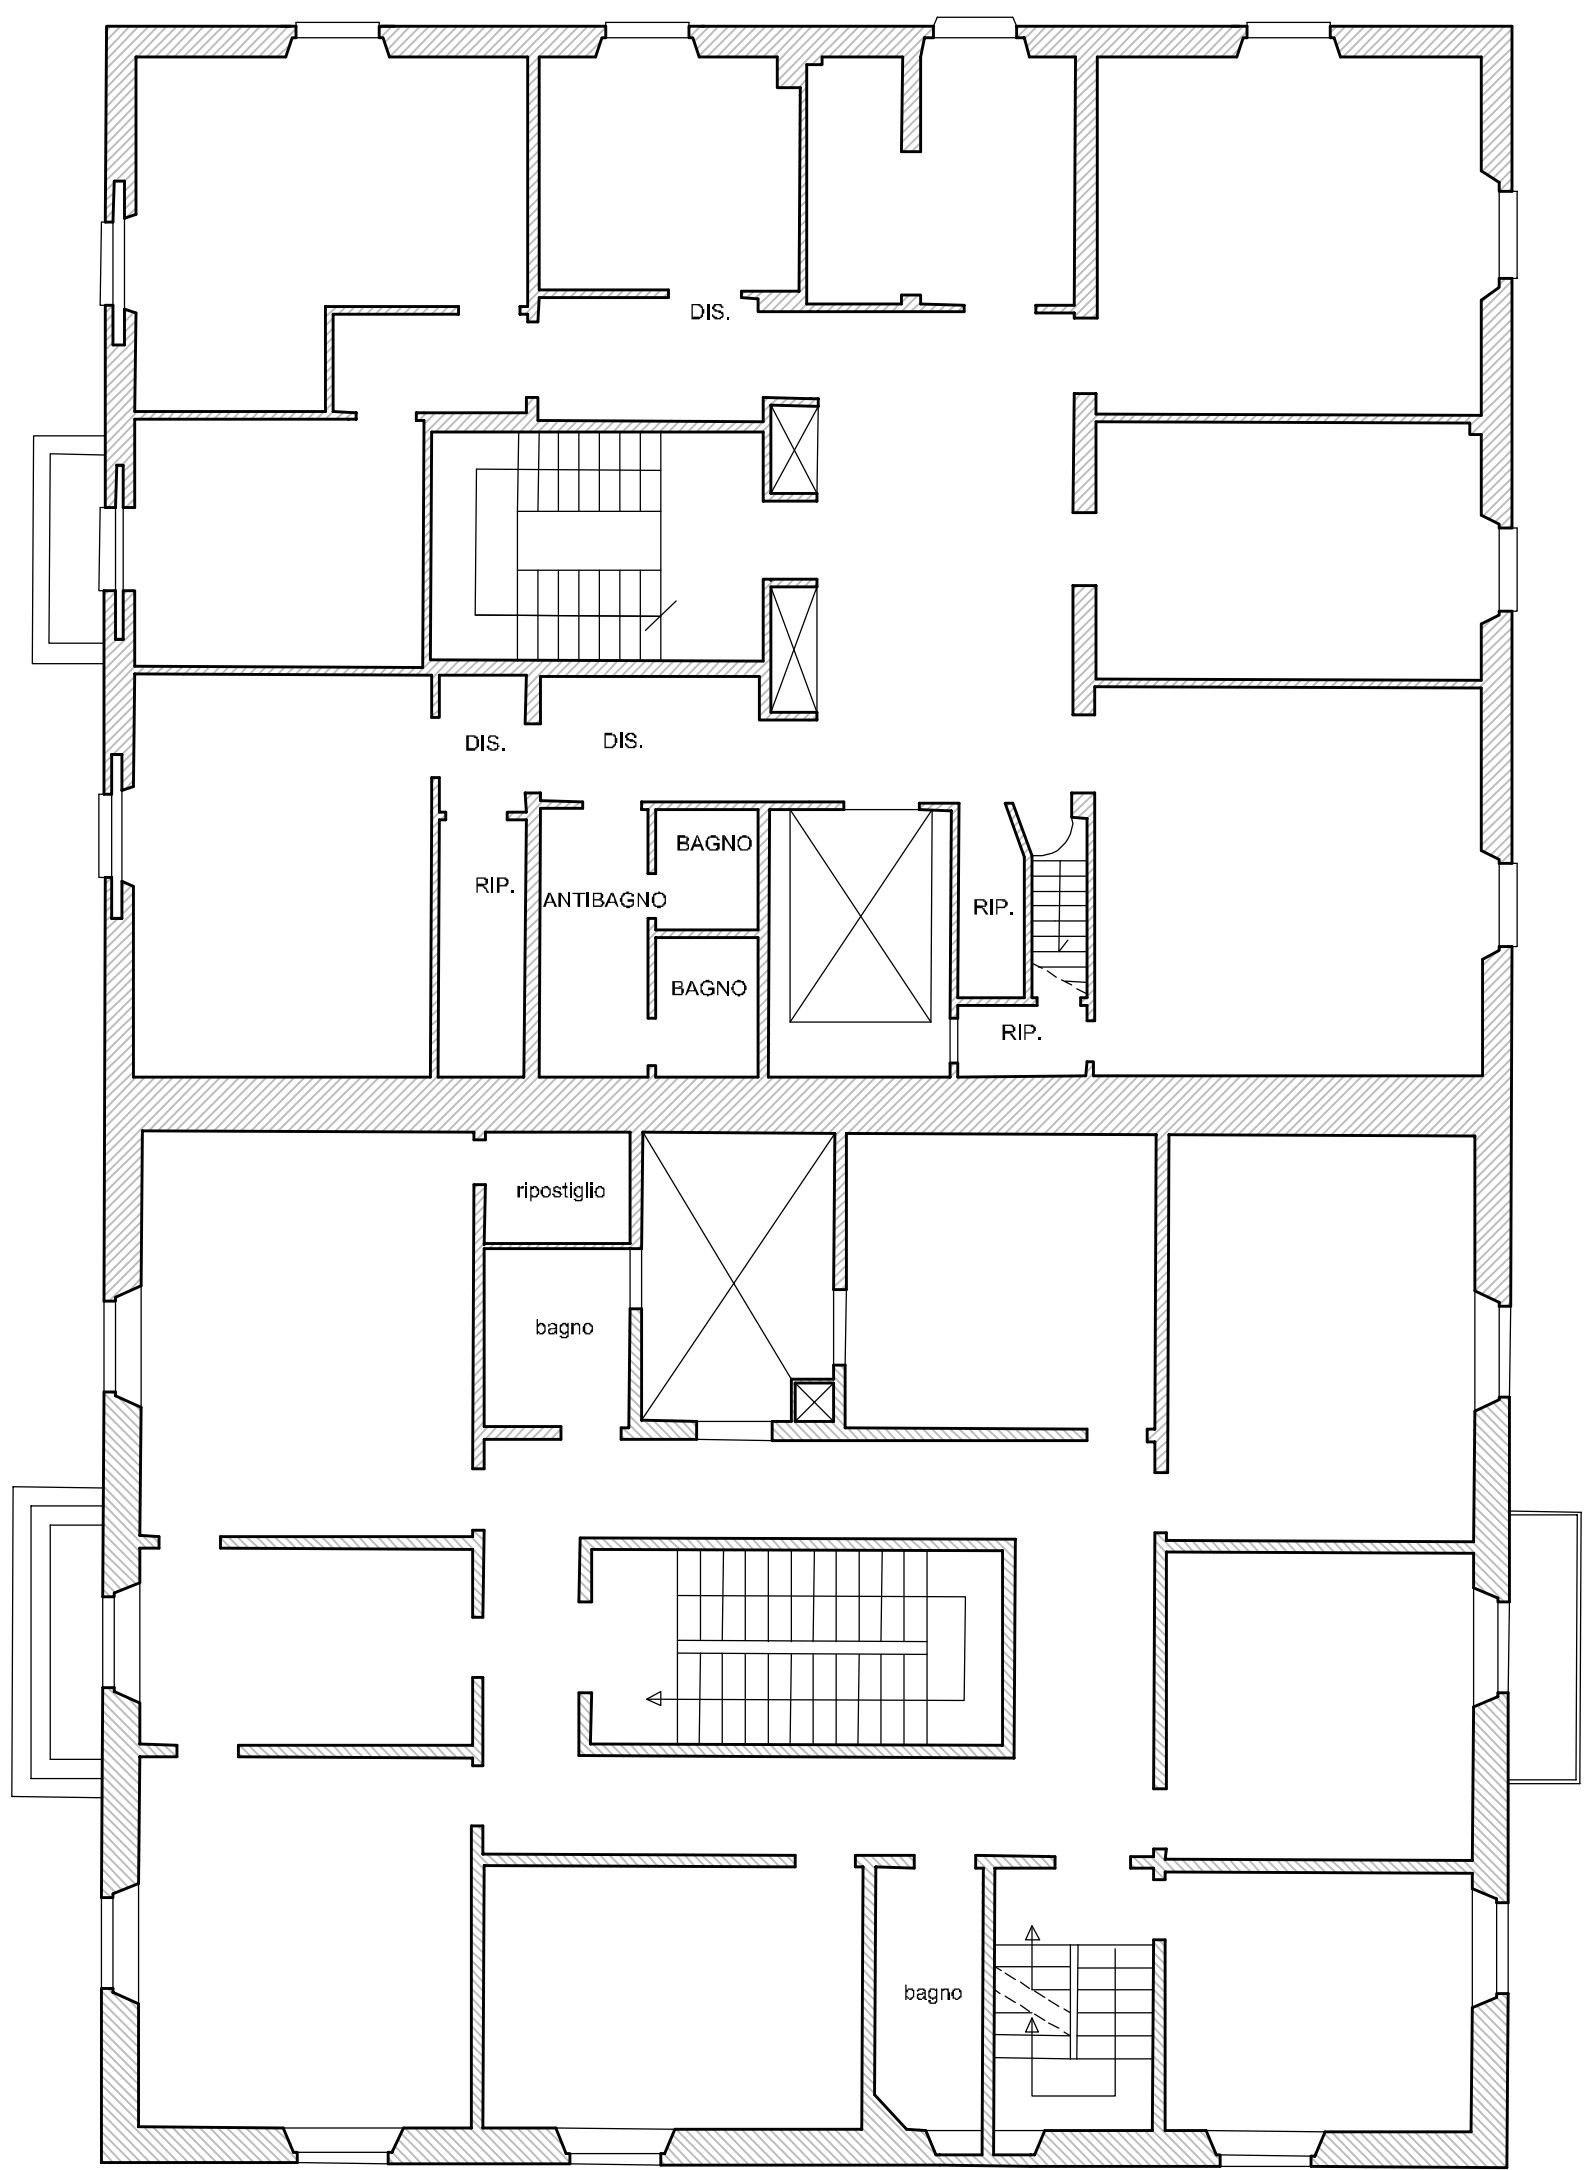 DIS.
DIS.
DIS.
BAGNO
RIP.
ANTIBAGNO
RIP.
BAGNO
RIP.
ripostiglio
bagno
bagno